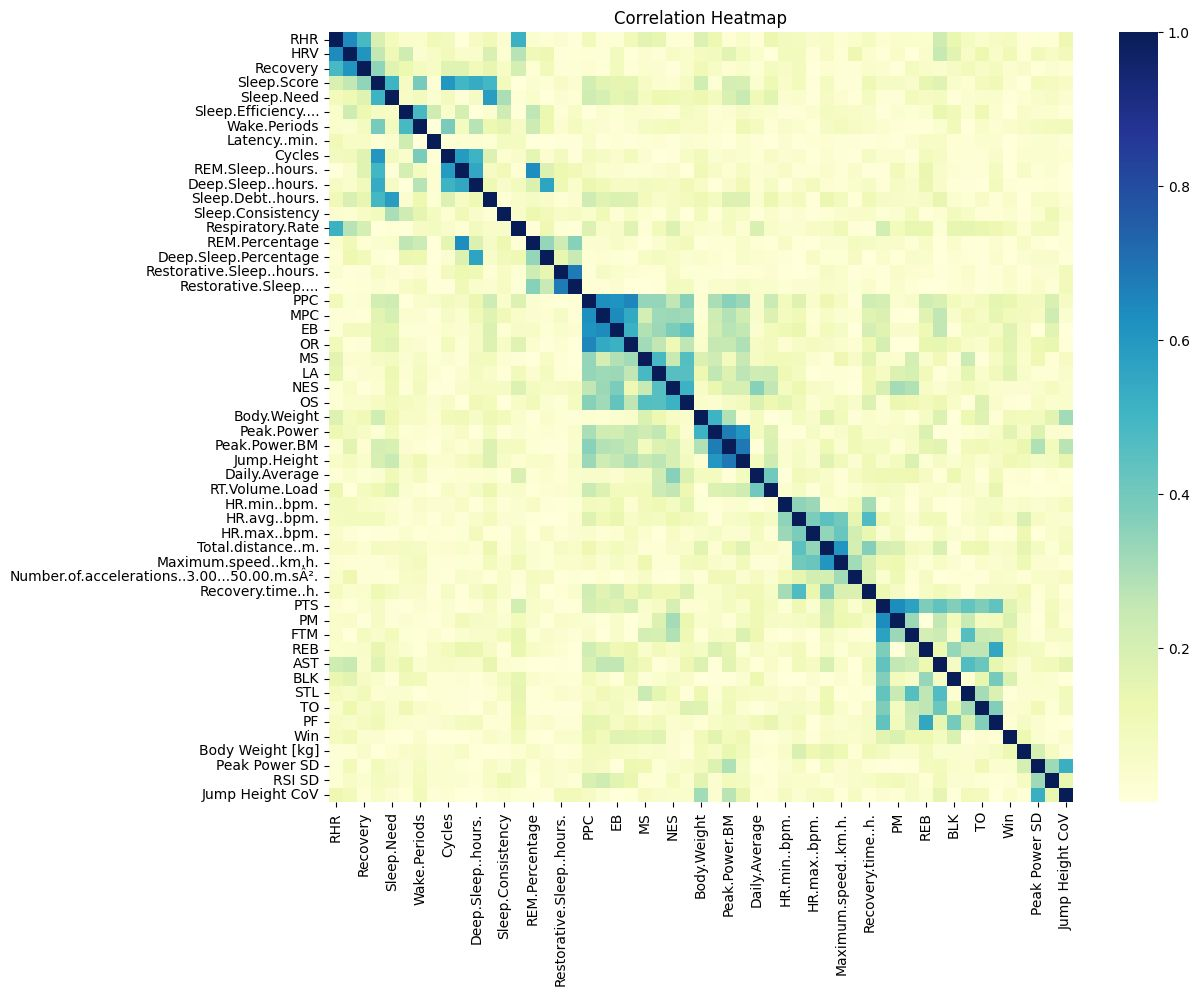 Correlation Heatmap
RHR
HRV
Recovery
Sleep.Score
Sleep.Need
Sleep.Efficiency....
Wake.Periods
Latency..min.
Cycles
REM.Sleep..hours.
Deep.Sleep..hours.
Sleep.Debt..hours.
Sleep.Consistency
Respiratory.Rate
REM.Percentage
Deep.Sleep.Percentage
Restorative.Sleep..hours.
Restorative.Sleep....
PPC
MPC
EB
OR
MS
LA
NES
OS
Body.Weight
Peak.Power
Peak.Power.BM
Jump.Height
Daily.Average
RT.Volume.Load
HR.min..bpm.
HR.avg..bpm.
HR.max..bpm.
Total.distance..m.
Maximum.speed..km.h.
Number.of.accelerations..3.00...50.00.m.sÂ².
Recovery.time..h.
PTS
PM
FTM
REB
AST
BLK
STL
TO
PF
Win
Body Weight [kg]
Peak Power SD
RSI SD
Jump Height CoV
RHR
Recovery
Sleep.Need
Wake.Periods
Cycles
Deep.Sleep..hours.
Sleep.Consistency
REM.Percentage
Restorative.Sleep..hours.
PPC
EB
MS
NES
Body.Weight
Peak.Power.BM
Daily.Average
HR.min..bpm.
HR.max..bpm.
Maximum.speed..km.h.
Recovery.time..h.
PM
REB
BLK
TO
Win
Peak Power SD
Jump Height CoV
1.0
0.8
0.6
0.4
0.2